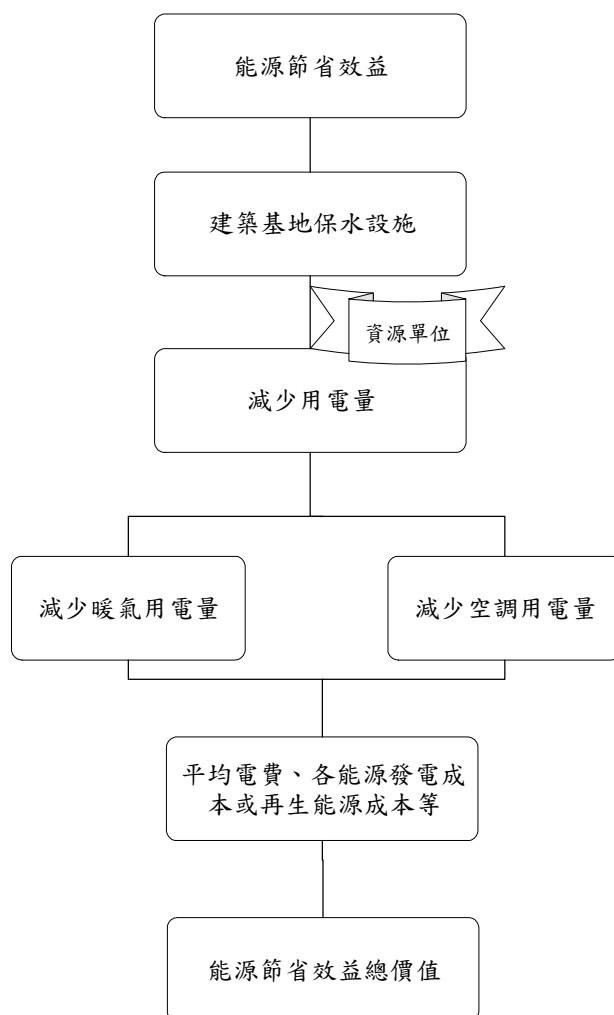 能源節省效益
建築基地保水設施
資源單位
減少用電量
減少暖氣用電量
減少空調用電量
平均電費、各能源發電成
本或再生能源成本等
能源節省效益總價值